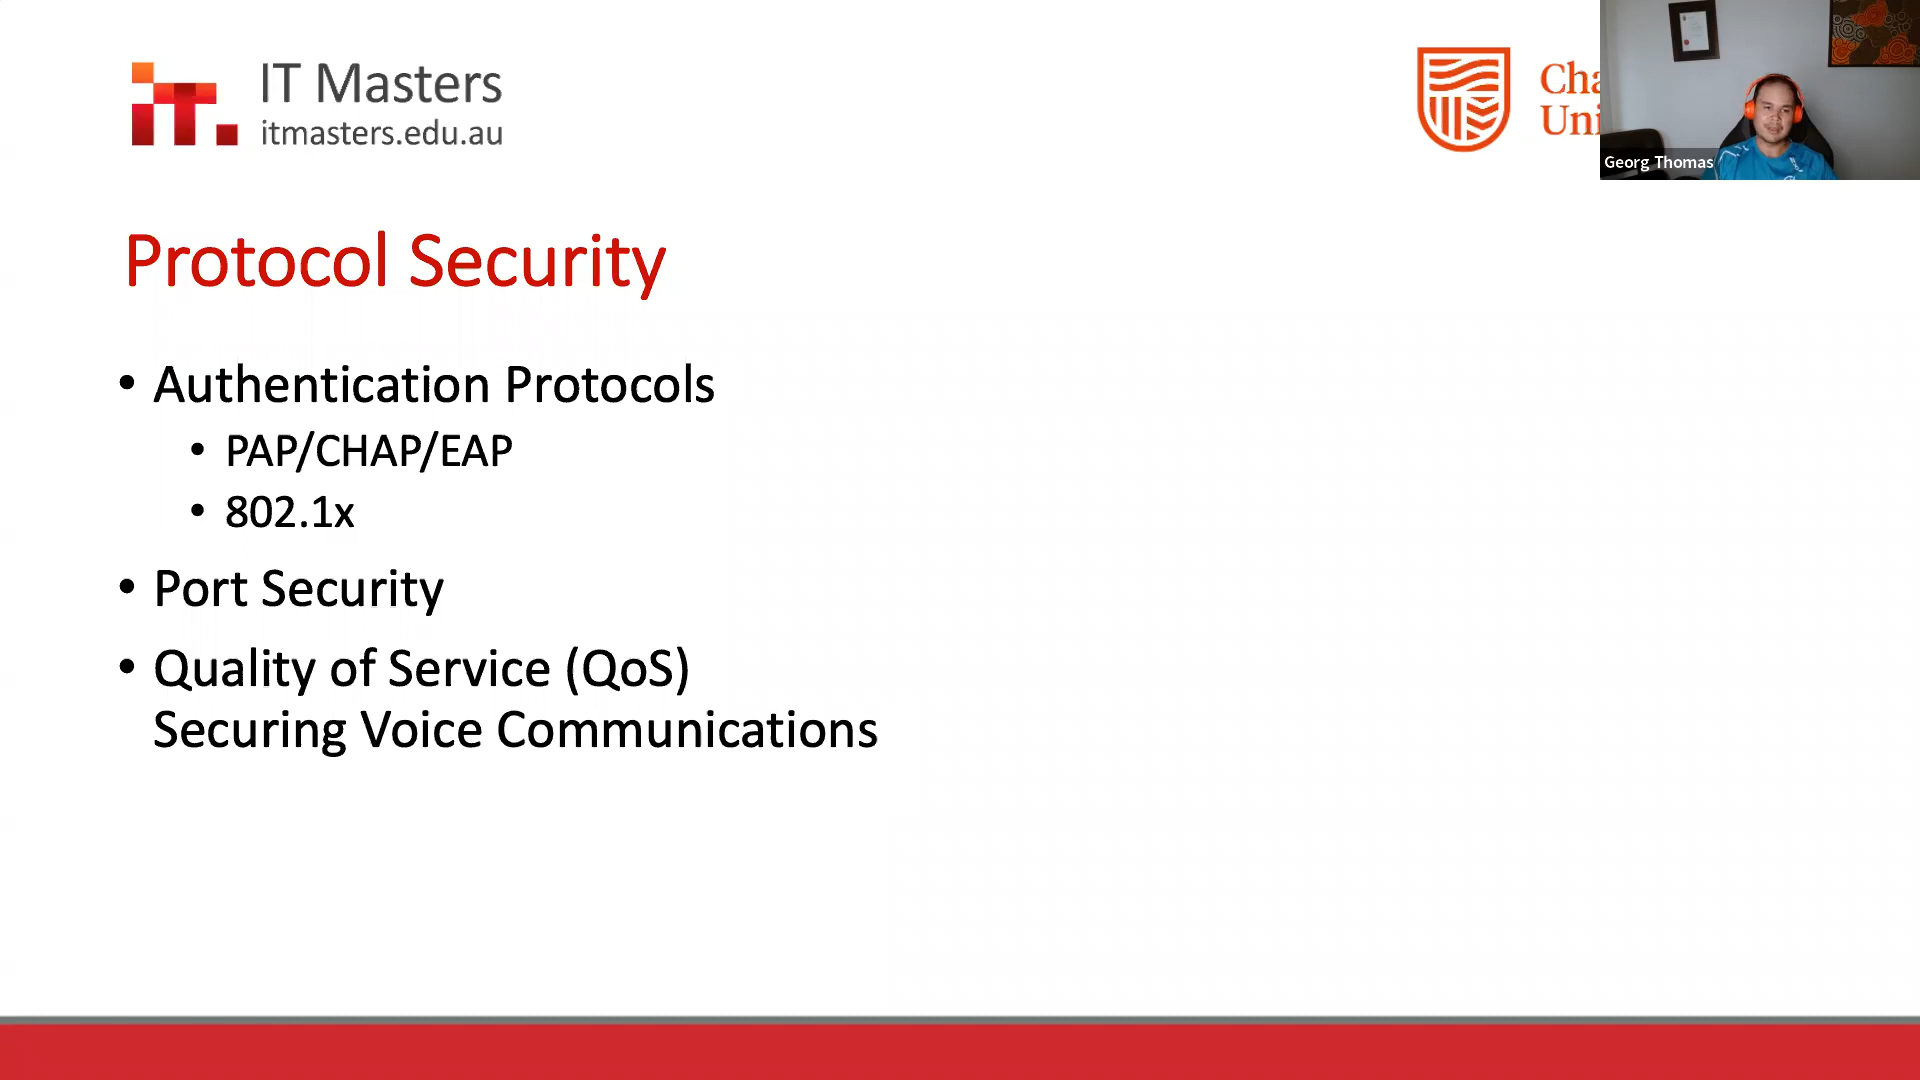 IT Masters
itmasters.edu.au
Georg Thomas
Protocol Security
• Authentication Protocols
• PAP/CHAP/EAP
• 802.1x
• Port Security
• Quality of Service (QoS)
Securing Voice Communications